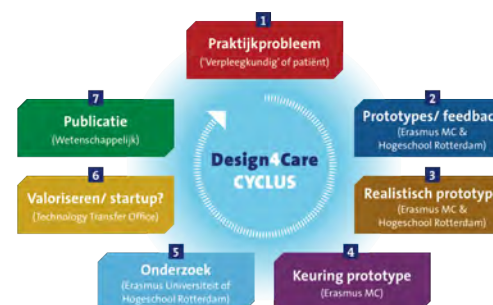 1
Praktijkprobleem
('Verpleegkundig' of patiënt)
2
Prototypes/ feedback
(Erasmus MC &
Hogeschool Rotterdam)
3
Realistisch prototype
(Erasmus MC &
Hogeschool Rotterdam)
4
Keuring prototype
(Erasmus MC)
5
Onderzoek
(Erasmus Universiteit of
Hogeschool Rotterdam)
6
Valoriseren/ startup?
(Technology Transfer Office)
7
Publicatie
(Wetenschappelijk)
Design4Care
CYCLUS